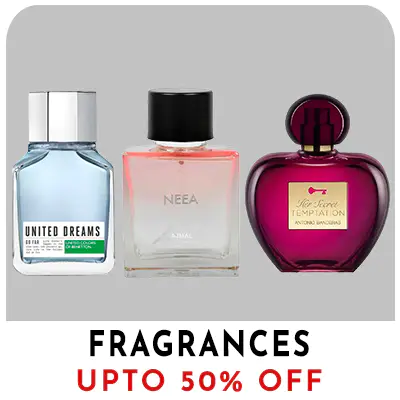 UNITED DREAMS
GO FAR
UNITED COLORS
OF BENETTON
NEEA
AJMAL
Her Secret
TEMPTATION
ANTONIO BANDERAS
FRAGRANCES
UPTO 50% OFF